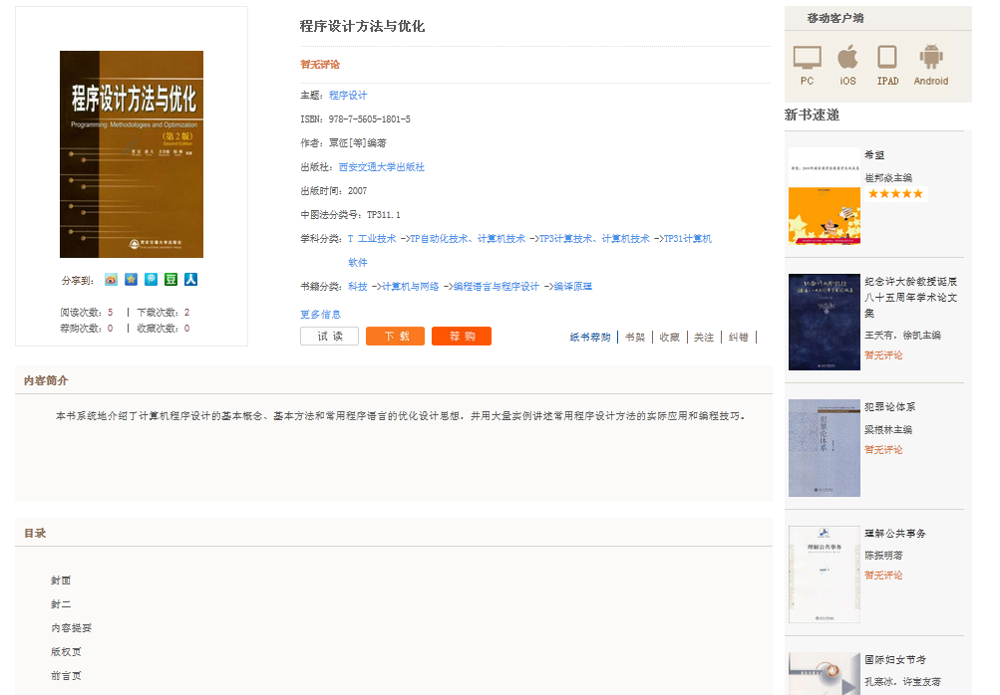 程序设计方法与优化
Programming: Methodologies and Optimization
(第2版)
Second Edition
西安交通大学出版社
分享到:
阅读次数: 5 | 下载次数: 2
荐购次数: 0 | 收藏次数: 0
程序设计方法与优化
暂无评论
主题: 程序设计
ISBN: 978-7-5605-1801-5
作者: 覃征[等]编著
出版社: 西安交通大学出版社
出版时间: 2007
中图法分类号: TP311.1
学科分类: T 工业技术 ->TP自动化技术、计算机技术 ->TP3计算技术、计算机技术 ->TP31计算机
软件
书籍分类: 科技 ->计算机与网络 ->编程语言与程序设计 ->编译原理
更多信息
试 读 下 载 荐 购
纸书荐购 | 书架 | 收藏 | 关注 | 纠错 |
内容简介
本书系统地介绍了计算机程序设计的基本概念、基本方法和常用程序语言的优化设计思想。并用大量实例讲述常用程序设计方法的实际应用和编程技巧。
目录
封面
封二
内容提要
版权页
前言页
移动客户端
PC iOS IPAD Android
新书速递
希望
崔邦焱主编
纪念许大龄教授诞辰
八十五周年学术论文
集
王天有, 徐凯主编
暂无评论
犯罪论体系
犯罪论体系
梁根林主编
暂无评论
理解公共事务
理解公共事务
陈振明著
暂无评论
国际妇女节考
孔寒冰, 许宝友著